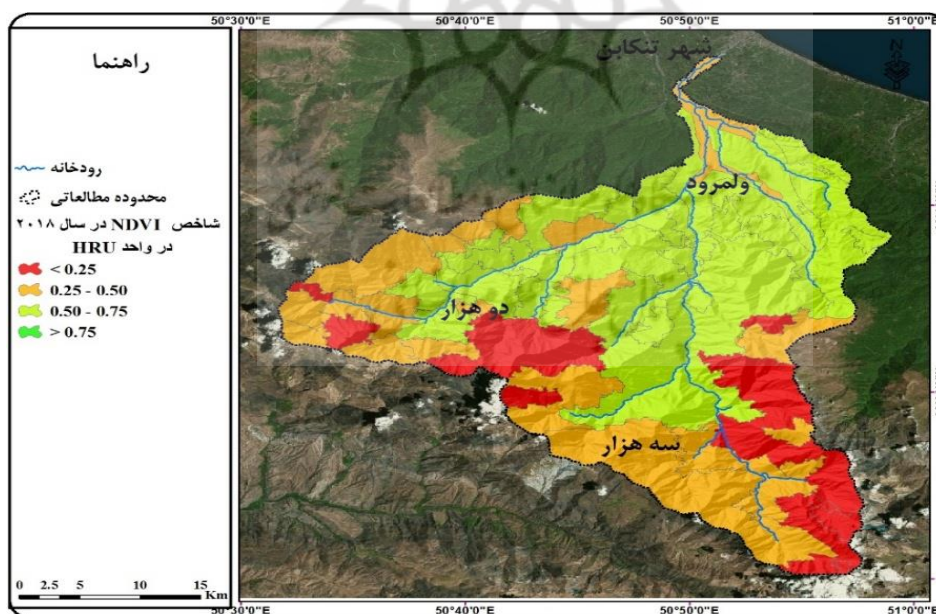 50°30'0"E 50°40'0"E 50°50'0"E 51°0'0"E
راهنما
رودخانه
محدوده مطالعاتی
شاخص NDVI در سال ۲۰۱۸
در واحد HRU
< 0.25
0.25 - 0.50
0.50 - 0.75
> 0.75
0 2.5 5 10 15
Km
شهر تنکابن
ولمرود
دو هزار
سه هزار
N
50°30'0"E 50°40'0"E 50°50'0"E 51°0'0"E